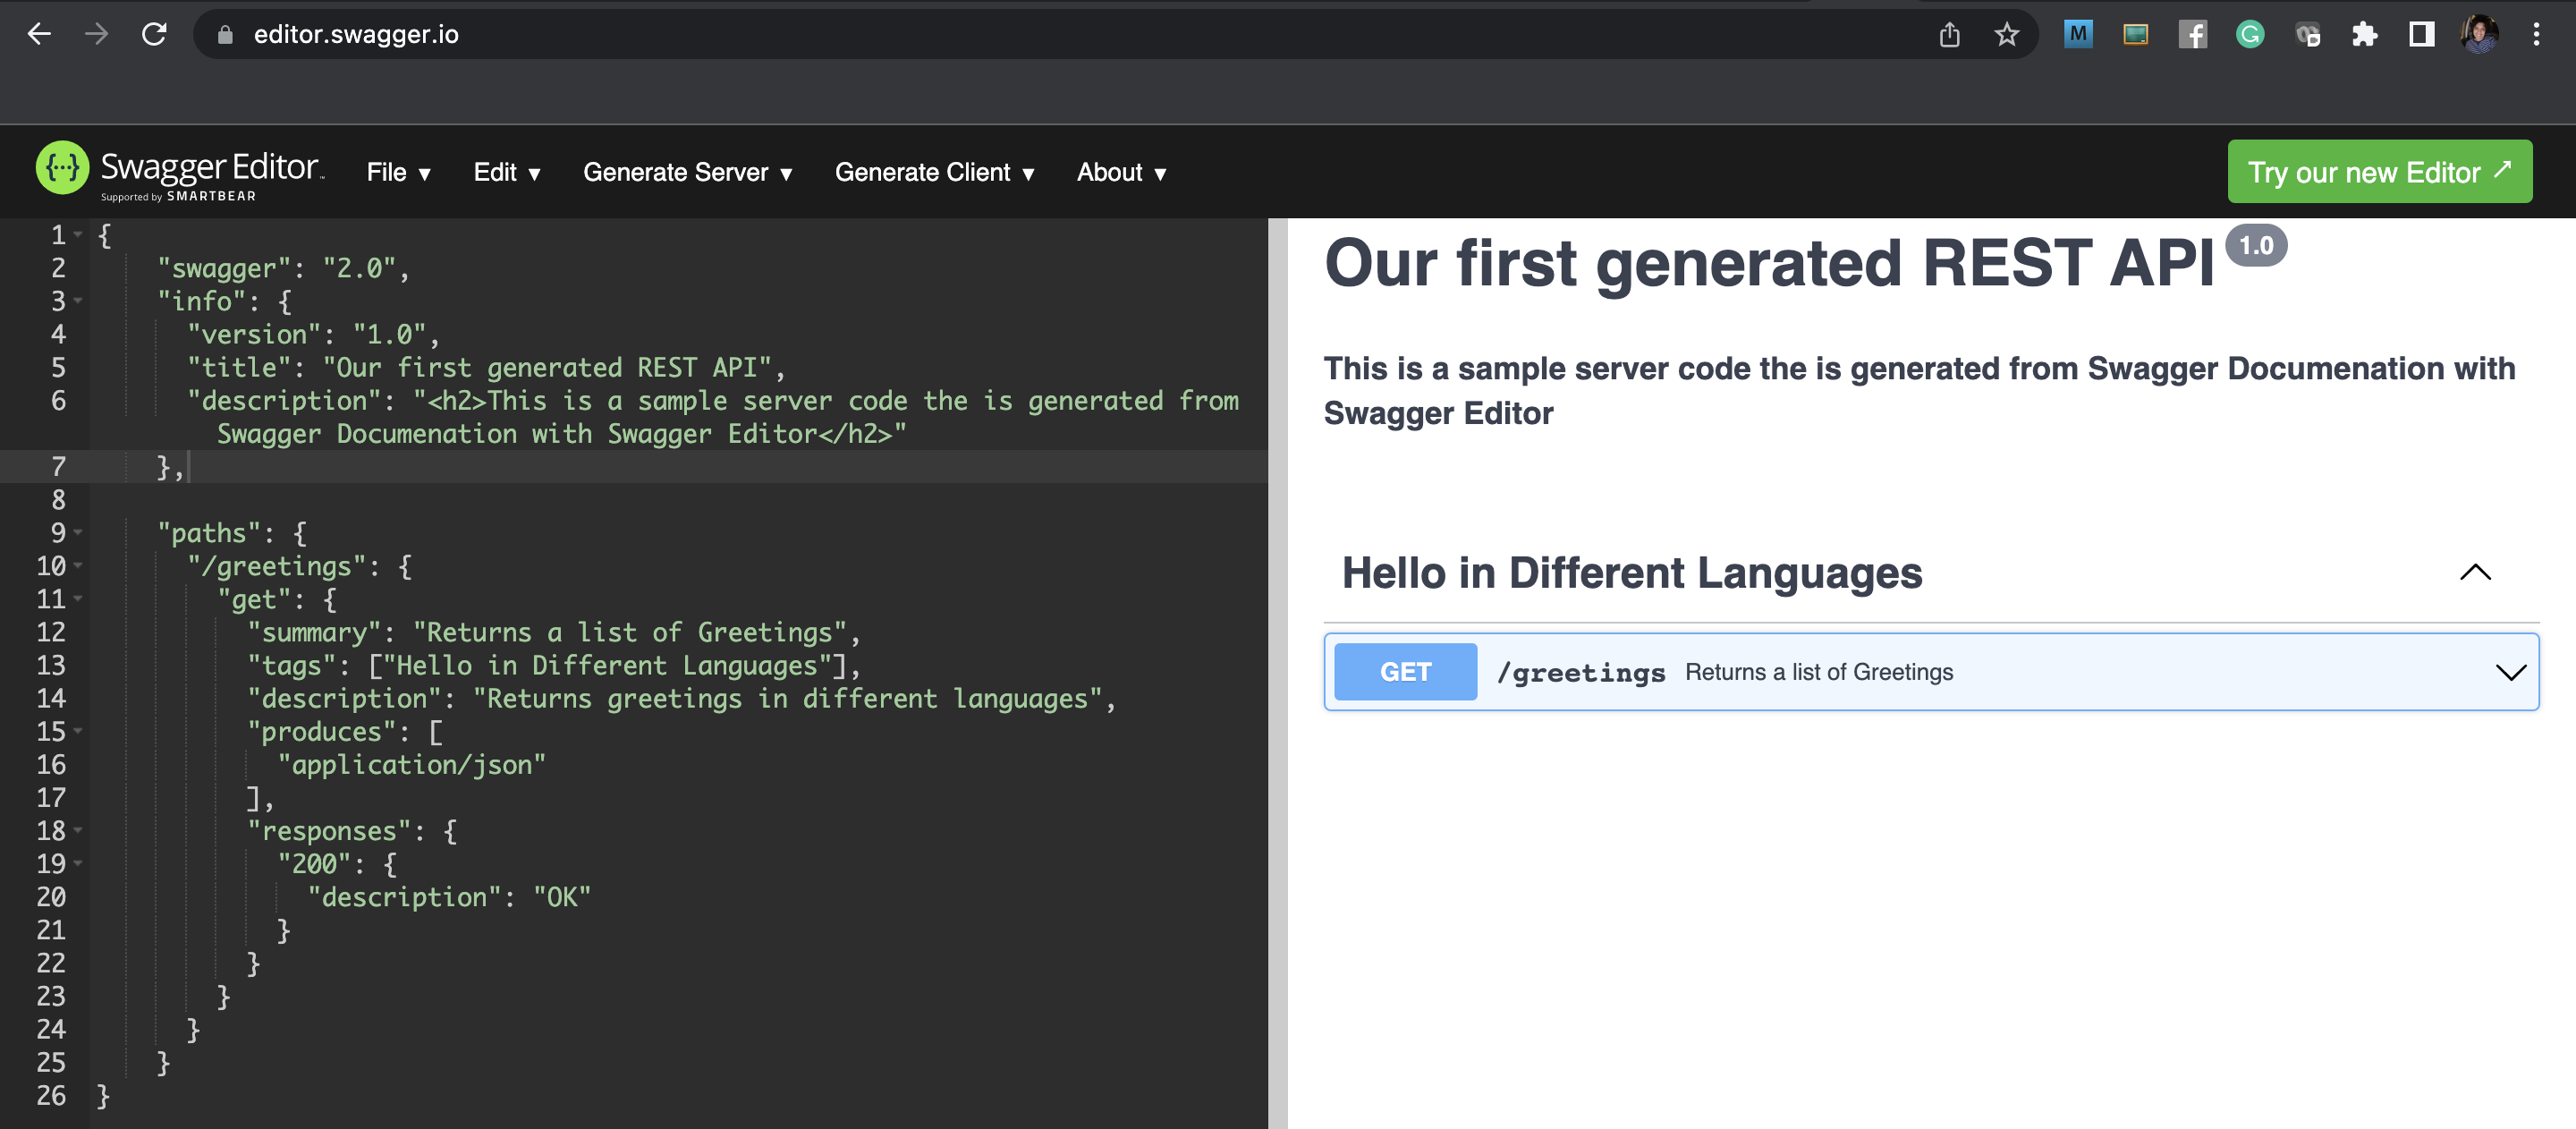 editor.swagger.io
M
f
G
{···} Swagger Editor™
Supported by SMARTBEAR
File ▼ Edit ▼ Generate Server ▼ Generate Client ▼ About ▼
Try our new Editor ↗
1 {
2 "swagger": "2.0",
3 "info": {
4 "version": "1.0",
5 "title": "Our first generated REST API",
6 "description": "<h2>This is a sample server code the is generated from
Swagger Documenation with Swagger Editor</h2>"
7 },
8
9 "paths": {
10 "/greetings": {
11 "get": {
12 "summary": "Returns a list of Greetings",
13 "tags": ["Hello in Different Languages"],
14 "description": "Returns greetings in different languages",
15 "produces": [
16 "application/json"
17 ],
18 "responses": {
19 "200": {
20 "description": "OK"
21 }
22 }
23 }
24 }
25 }
26 }
Our first generated REST API 1.0
This is a sample server code the is generated from Swagger Documenation with
Swagger Editor
Hello in Different Languages
GET /greetings Returns a list of Greetings